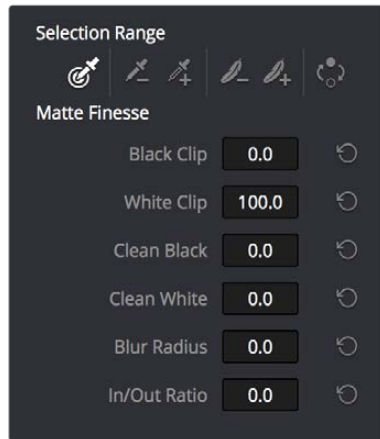 Selection Range
Matte Finesse
Black Clip 0.0
White Clip 100.0
Clean Black 0.0
Clean White 0.0
Blur Radius 0.0
In/Out Ratio 0.0